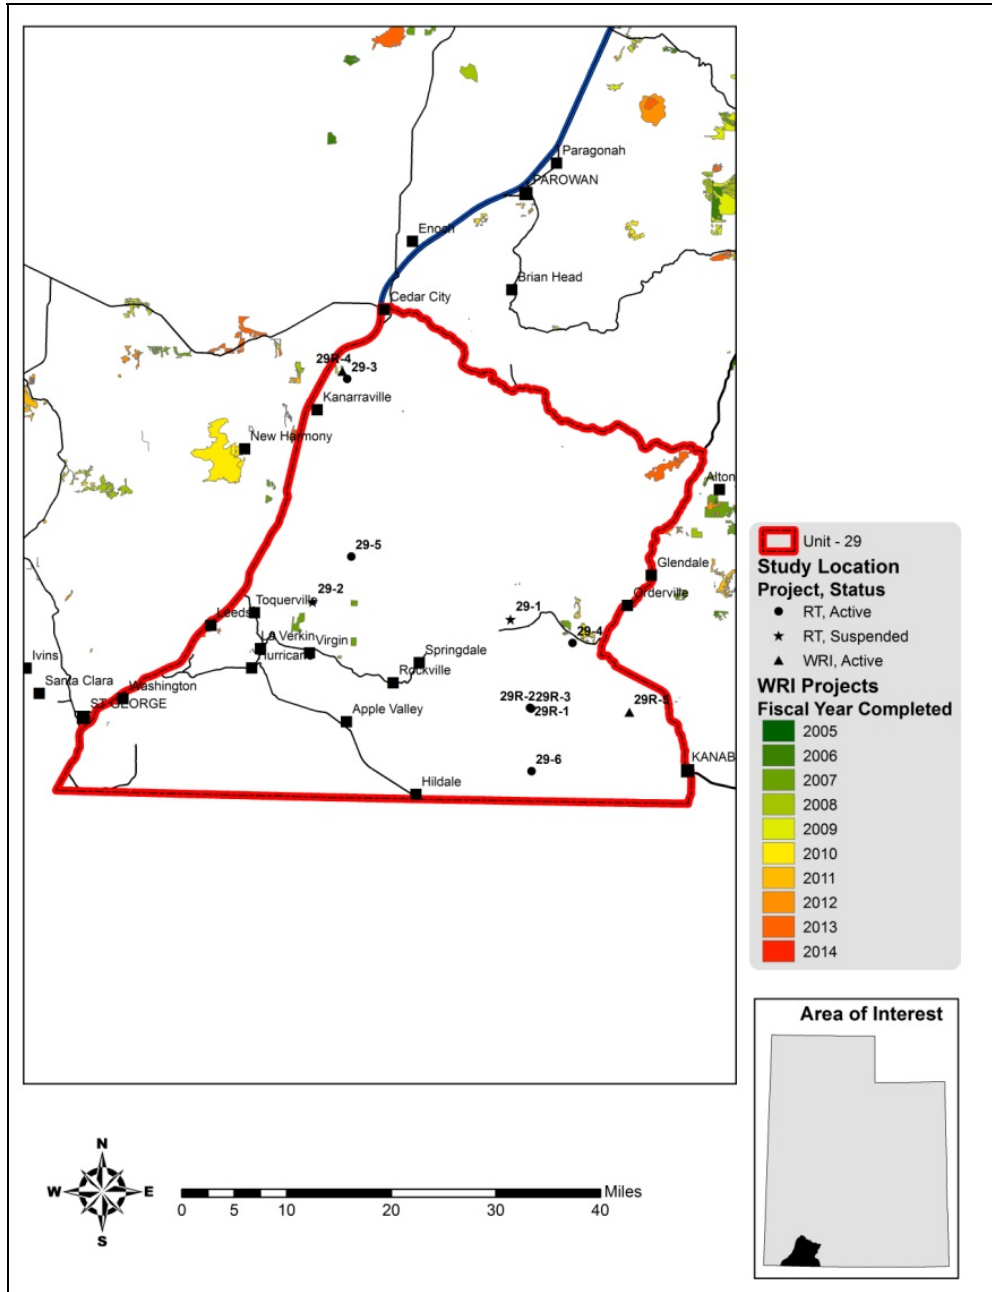 Paragonah
PAROWAN
Enoch
Brian Head
Cedar City
29R-4
29-3
Kanarraville
New Harmony
Alton
29-5
Glendale
29-2
Orderville
Toquerville
29-1
Leeds
29-4
La Verkin
Virgin
Springdale
Ivins
Hurricane
Rockville
Santa Clara
Washington
29R-2
29R-3
29R-5
ST GEORGE
Apple Valley
29R-1
KANAB
29-6
Hildale
Unit - 29
Study Location
Project, Status
RT, Active
RT, Suspended
WRI, Active
WRI Projects
Fiscal Year Completed
2005
2006
2007
2008
2009
2010
2011
2012
2013
2014
Area of Interest
N
W E
S
Miles
0 5 10 20 30 40